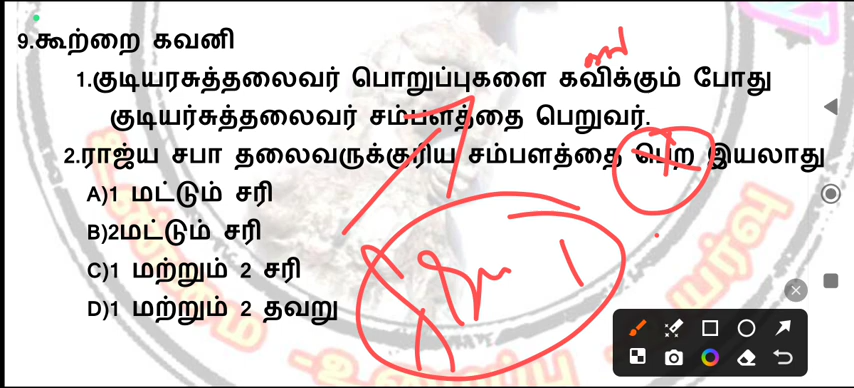 9.கூற்றை கவனி
1.குடியரசுத்தலைவர் பொறுப்புகளை கவிக்கும் போது
குடியர்சுத்தலைவர் சம்பளத்தை பெறுவர்.
2.ராஜ்ய சபா தலைவருக்குரிய சம்பளத்தை பெற இயலாது
A)1 மட்டும் சரி
B)2மட்டும் சரி
C)1 மற்றும் 2 சரி
D)1 மற்றும் 2 தவறு